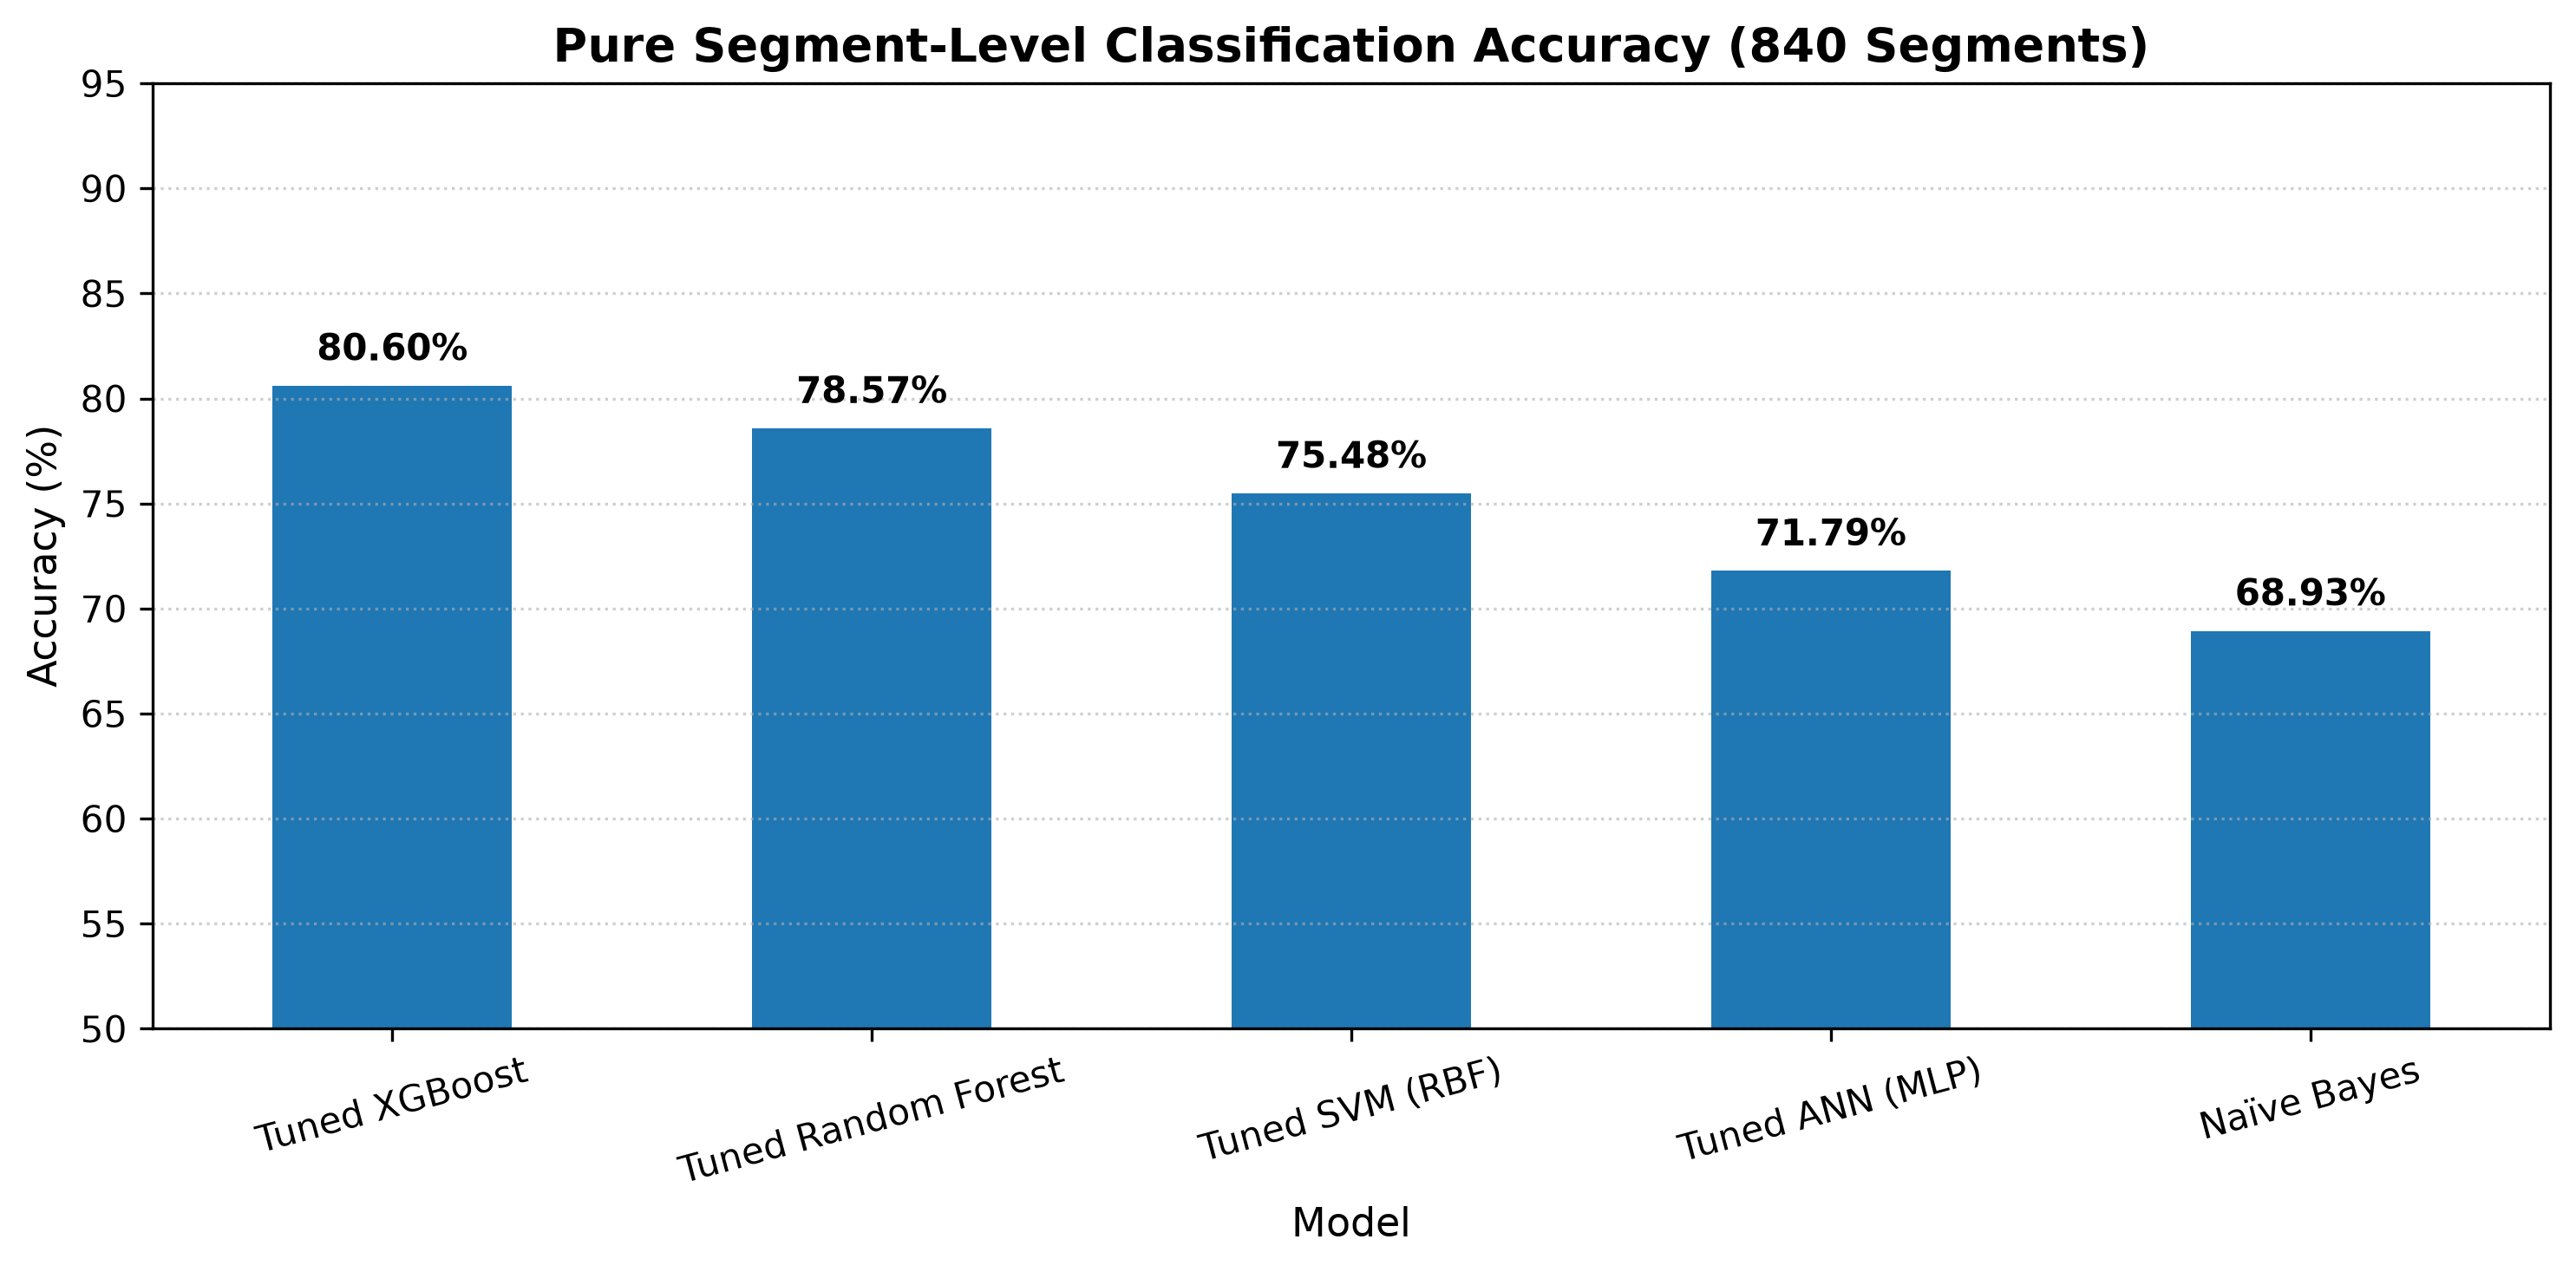 Pure Segment-Level Classification Accuracy (840 Segments)
95
90
85
80
75
70
65
60
55
50
Accuracy (%)
80.60%
78.57%
75.48%
71.79%
68.93%
Tuned XGBoost
Tuned Random Forest
Tuned SVM (RBF)
Tuned ANN (MLP)
Naïve Bayes
Model